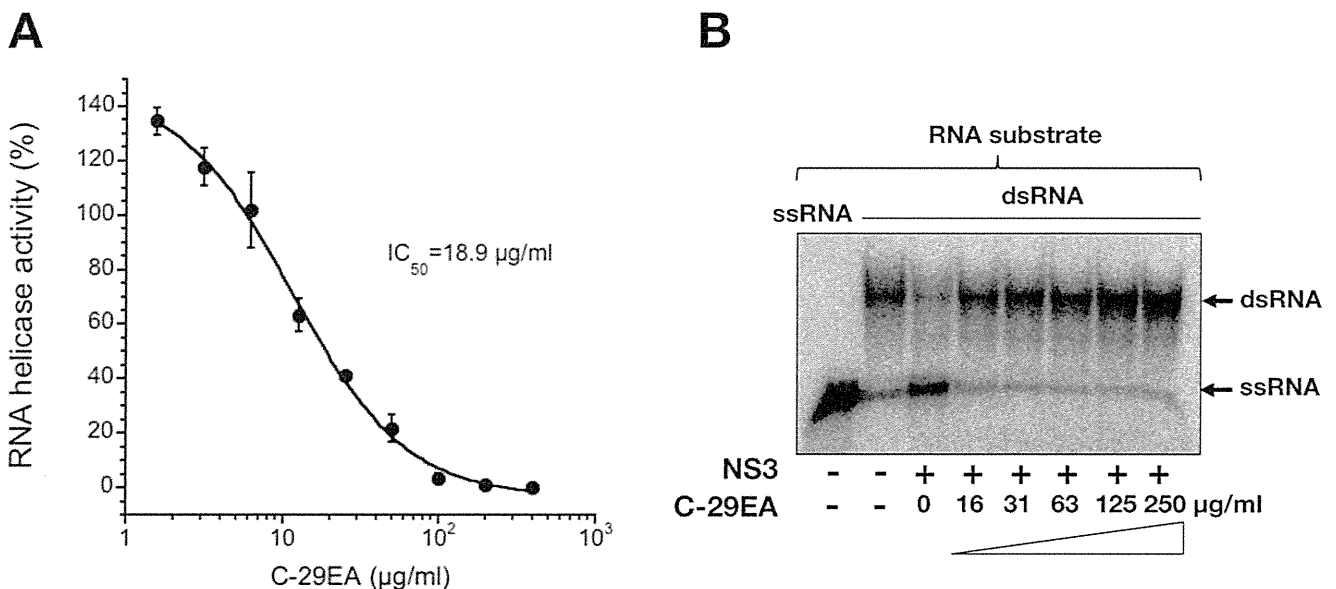 A
RNA helicase activity (%)
140
120
100
80
60
40
20
0
IC50=18.9 µg/ml
1 10 10² 10³
C-29EA (µg/ml)
B
RNA substrate
ssRNA dsRNA
dsRNA
ssRNA
NS3 - - + + + + + +
C-29EA - - 0 16 31 63 125 250 µg/ml